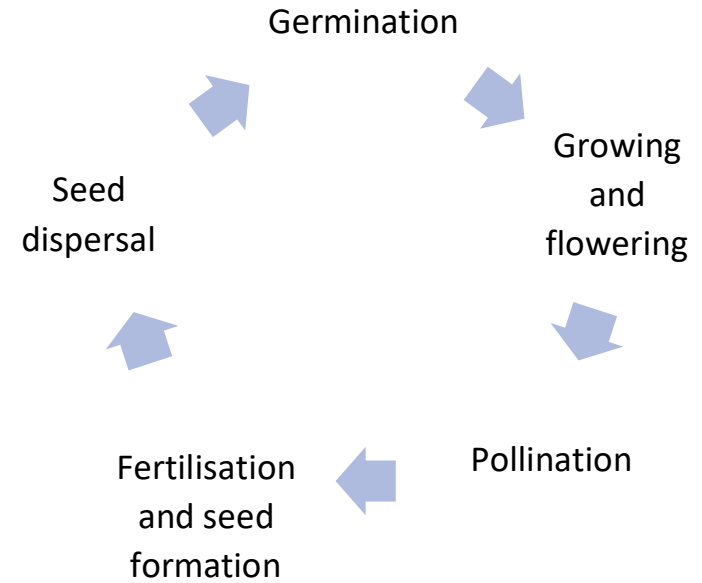 Germination
Growing
and
flowering
Pollination
Fertilisation
and seed
formation
Seed
dispersal